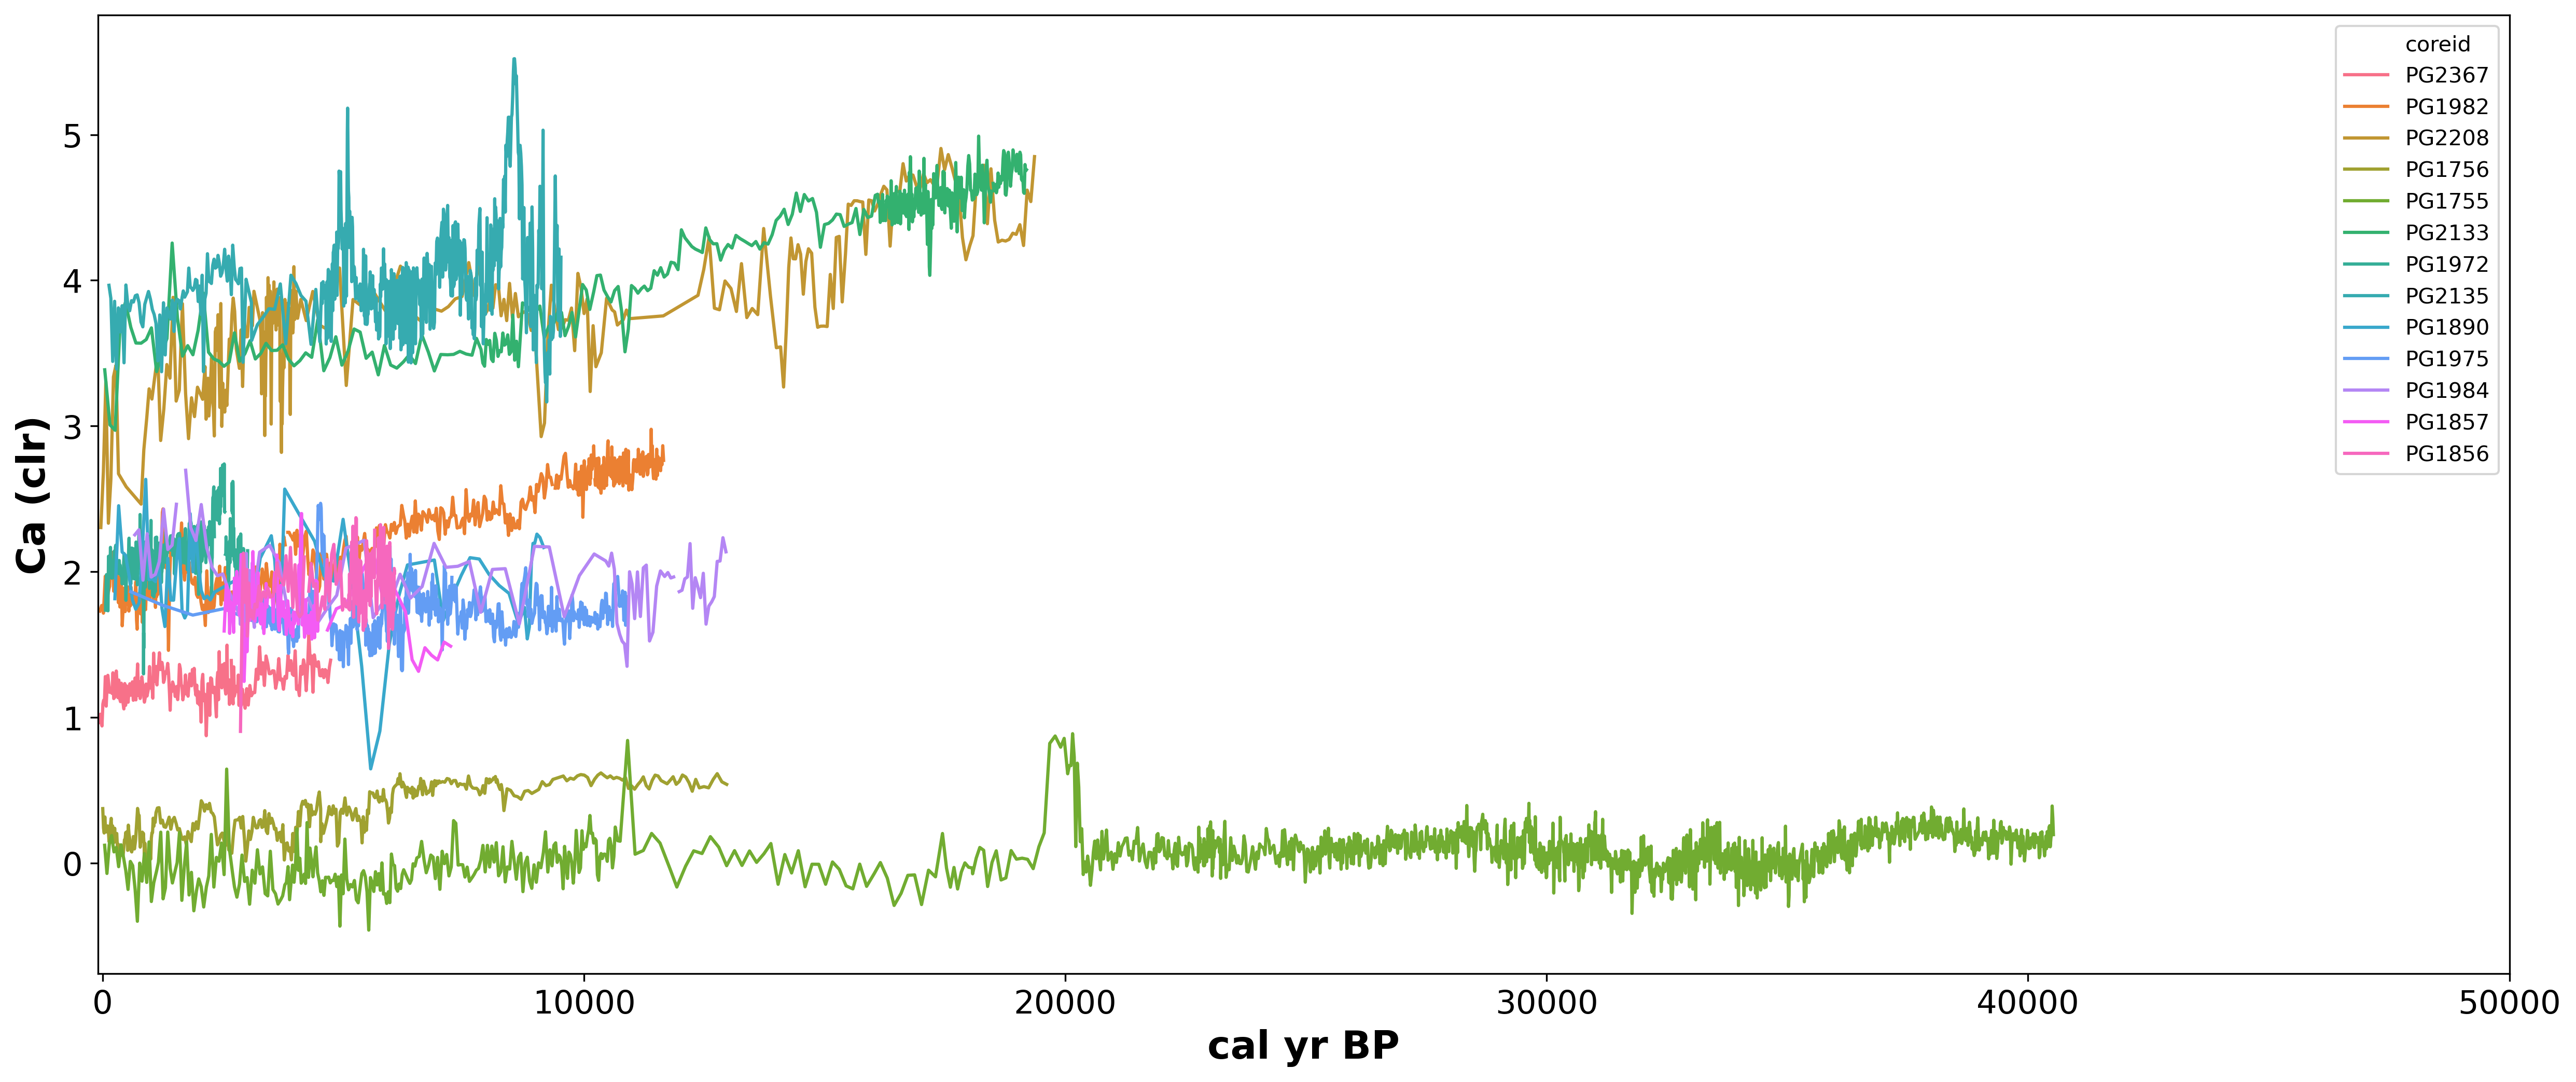 coreid
PG2367
PG1982
PG2208
PG1756
PG1755
PG2133
PG1972
PG2135
PG1890
PG1975
PG1984
PG1857
PG1856
Ca (clr)
5
4
3
2
1
0
0 10000 20000 30000 40000 50000
cal yr BP